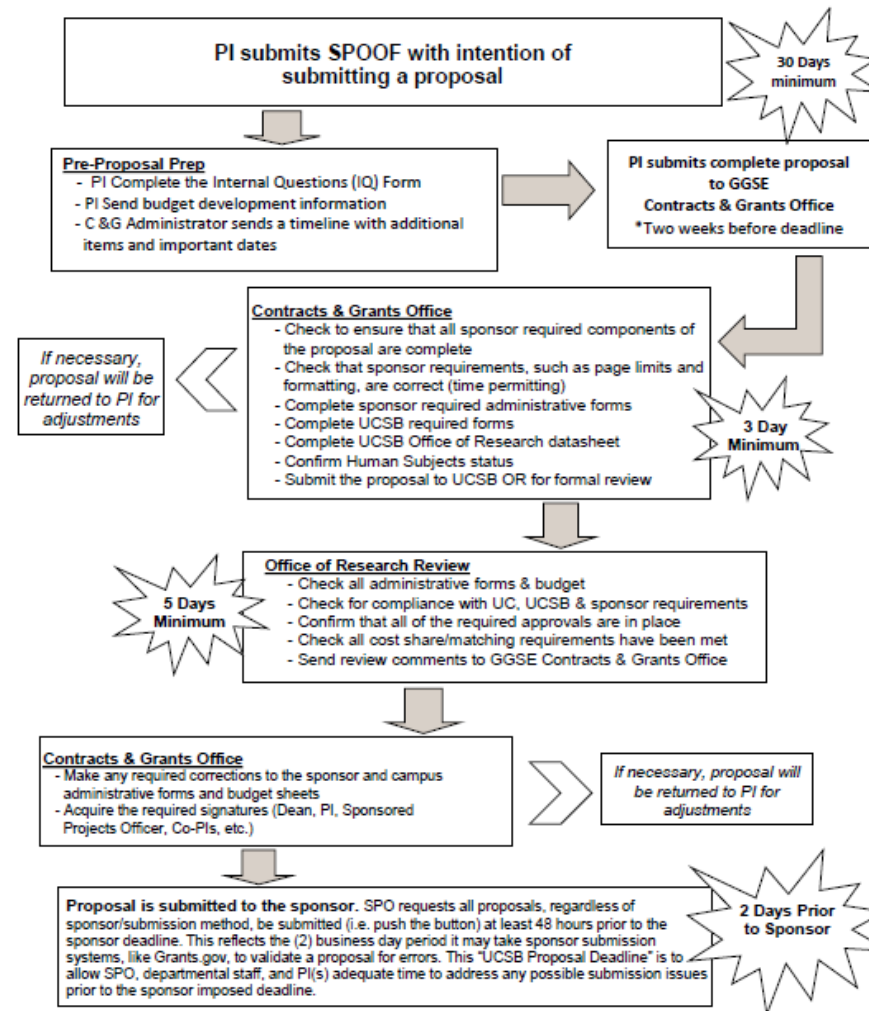 PI submits SPOOF with intention of
submitting a proposal
30 Days
minimum
Pre-Proposal Prep
- PI Complete the Internal Questions (IQ) Form
- PI Send budget development information
- C &G Administrator sends a timeline with additional
items and important dates
PI submits complete proposal
to GGSE
Contracts & Grants Office
*Two weeks before deadline
Contracts & Grants Office
- Check to ensure that all sponsor required components of
the proposal are complete
- Check that sponsor requirements, such as page limits and
formatting, are correct (time permitting)
- Complete sponsor required administrative forms
- Complete UCSB required forms
- Complete UCSB Office of Research datasheet
- Confirm Human Subjects status
- Submit the proposal to UCSB OR for formal review
If necessary,
proposal will be
returned to PI for
adjustments
3 Day
Minimum
Office of Research Review
- Check all administrative forms & budget
- Check for compliance with UC, UCSB & sponsor requirements
- Confirm that all of the required approvals are in place
- Check all cost share/matching requirements have been met
- Send review comments to GGSE Contracts & Grants Office
5 Days
Minimum
Contracts & Grants Office
- Make any required corrections to the sponsor and campus
administrative forms and budget sheets
- Acquire the required signatures (Dean, PI, Sponsored
Projects Officer, Co-PIs, etc.)
If necessary, proposal will
be returned to PI for
adjustments
Proposal is submitted to the sponsor. SPO requests all proposals, regardless of
sponsor/submission method, be submitted (i.e. push the button) at least 48 hours prior to the
sponsor deadline. This reflects the (2) business day period it may take sponsor submission
systems, like Grants.gov, to validate a proposal for errors. This "UCSB Proposal Deadline" is to
allow SPO, departmental staff, and PI(s) adequate time to address any possible submission issues
prior to the sponsor imposed deadline.
2 Days Prior
to Sponsor